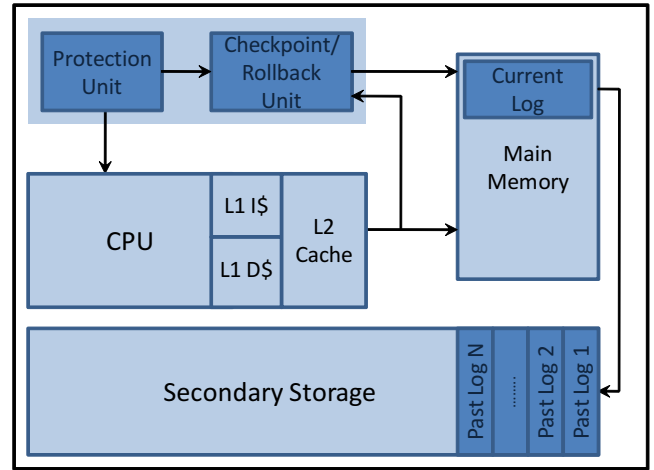 Protection
Unit
Checkpoint/
Rollback
Unit
Current
Log
Main
Memory
CPU
L1 I$
L1 D$
L2
Cache
Secondary Storage
Past Log N
........
Past Log 2
Past Log 1